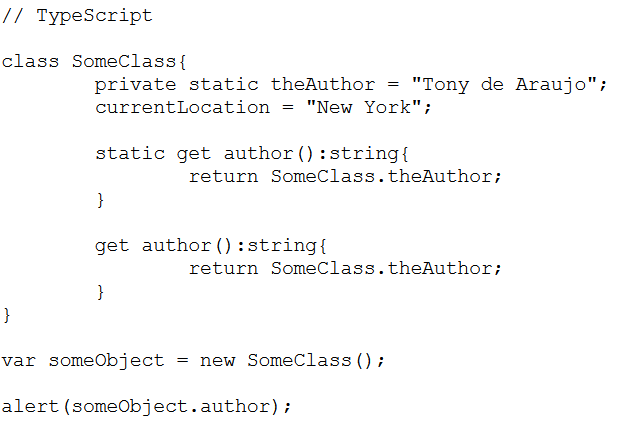 // TypeScript
class SomeClass{
private static theAuthor = "Tony de Araujo";
currentLocation = "New York";
static get author():string{
return SomeClass.theAuthor;
}
get author():string{
return SomeClass.theAuthor;
}
}
var someObject = new SomeClass();
alert(someObject.author);